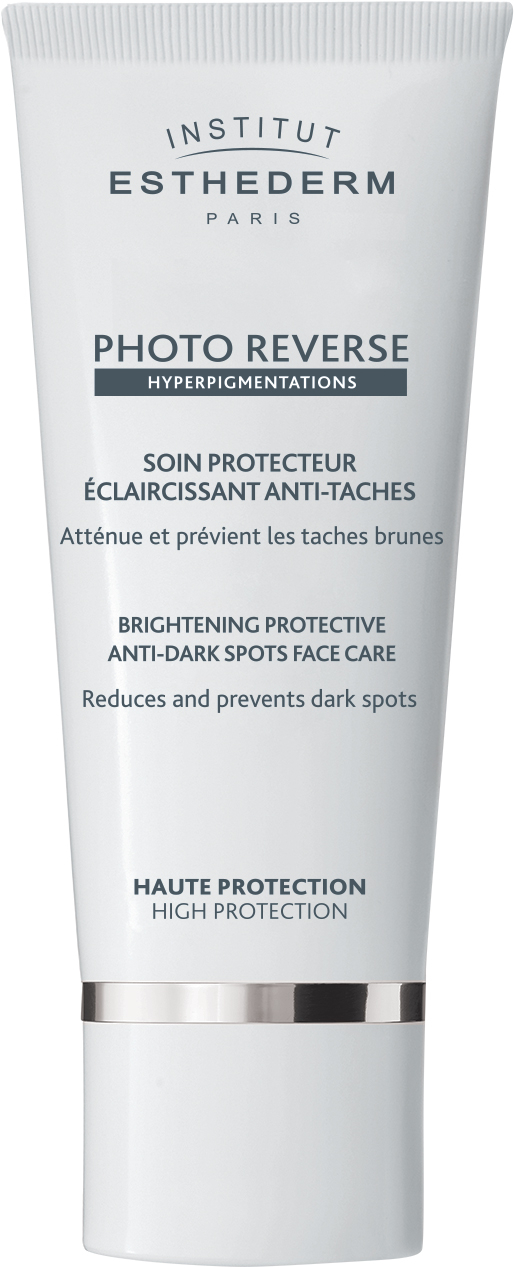 INSTITUT
ESTHEDERM
PARIS
PHOTO REVERSE
HYPERPIGMENTATIONS
SOIN PROTECTEUR
ÉCLAIRCISSANT ANTI-TACHES
Atténue et prévient les taches brunes
BRIGHTENING PROTECTIVE
ANTI-DARK SPOTS FACE CARE
Reduces and prevents dark spots
HAUTE PROTECTION
HIGH PROTECTION